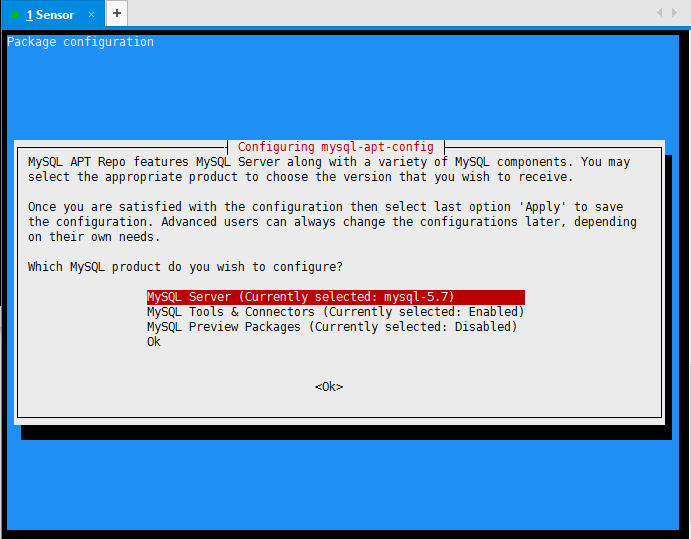 1 Sensor × +
Package configuration
Configuring mysql-apt-config
MySQL APT Repo features MySQL Server along with a variety of MySQL components. You may
select the appropriate product to choose the version that you wish to receive.
Once you are satisfied with the configuration then select last option 'Apply' to save
the configuration. Advanced users can always change the configurations later, depending
on their own needs.
Which MySQL product do you wish to configure?
MySQL Server (Currently selected: mysql-5.7)
MySQL Tools & Connectors (Currently selected: Enabled)
MySQL Preview Packages (Currently selected: Disabled)
Ok
<Ok>